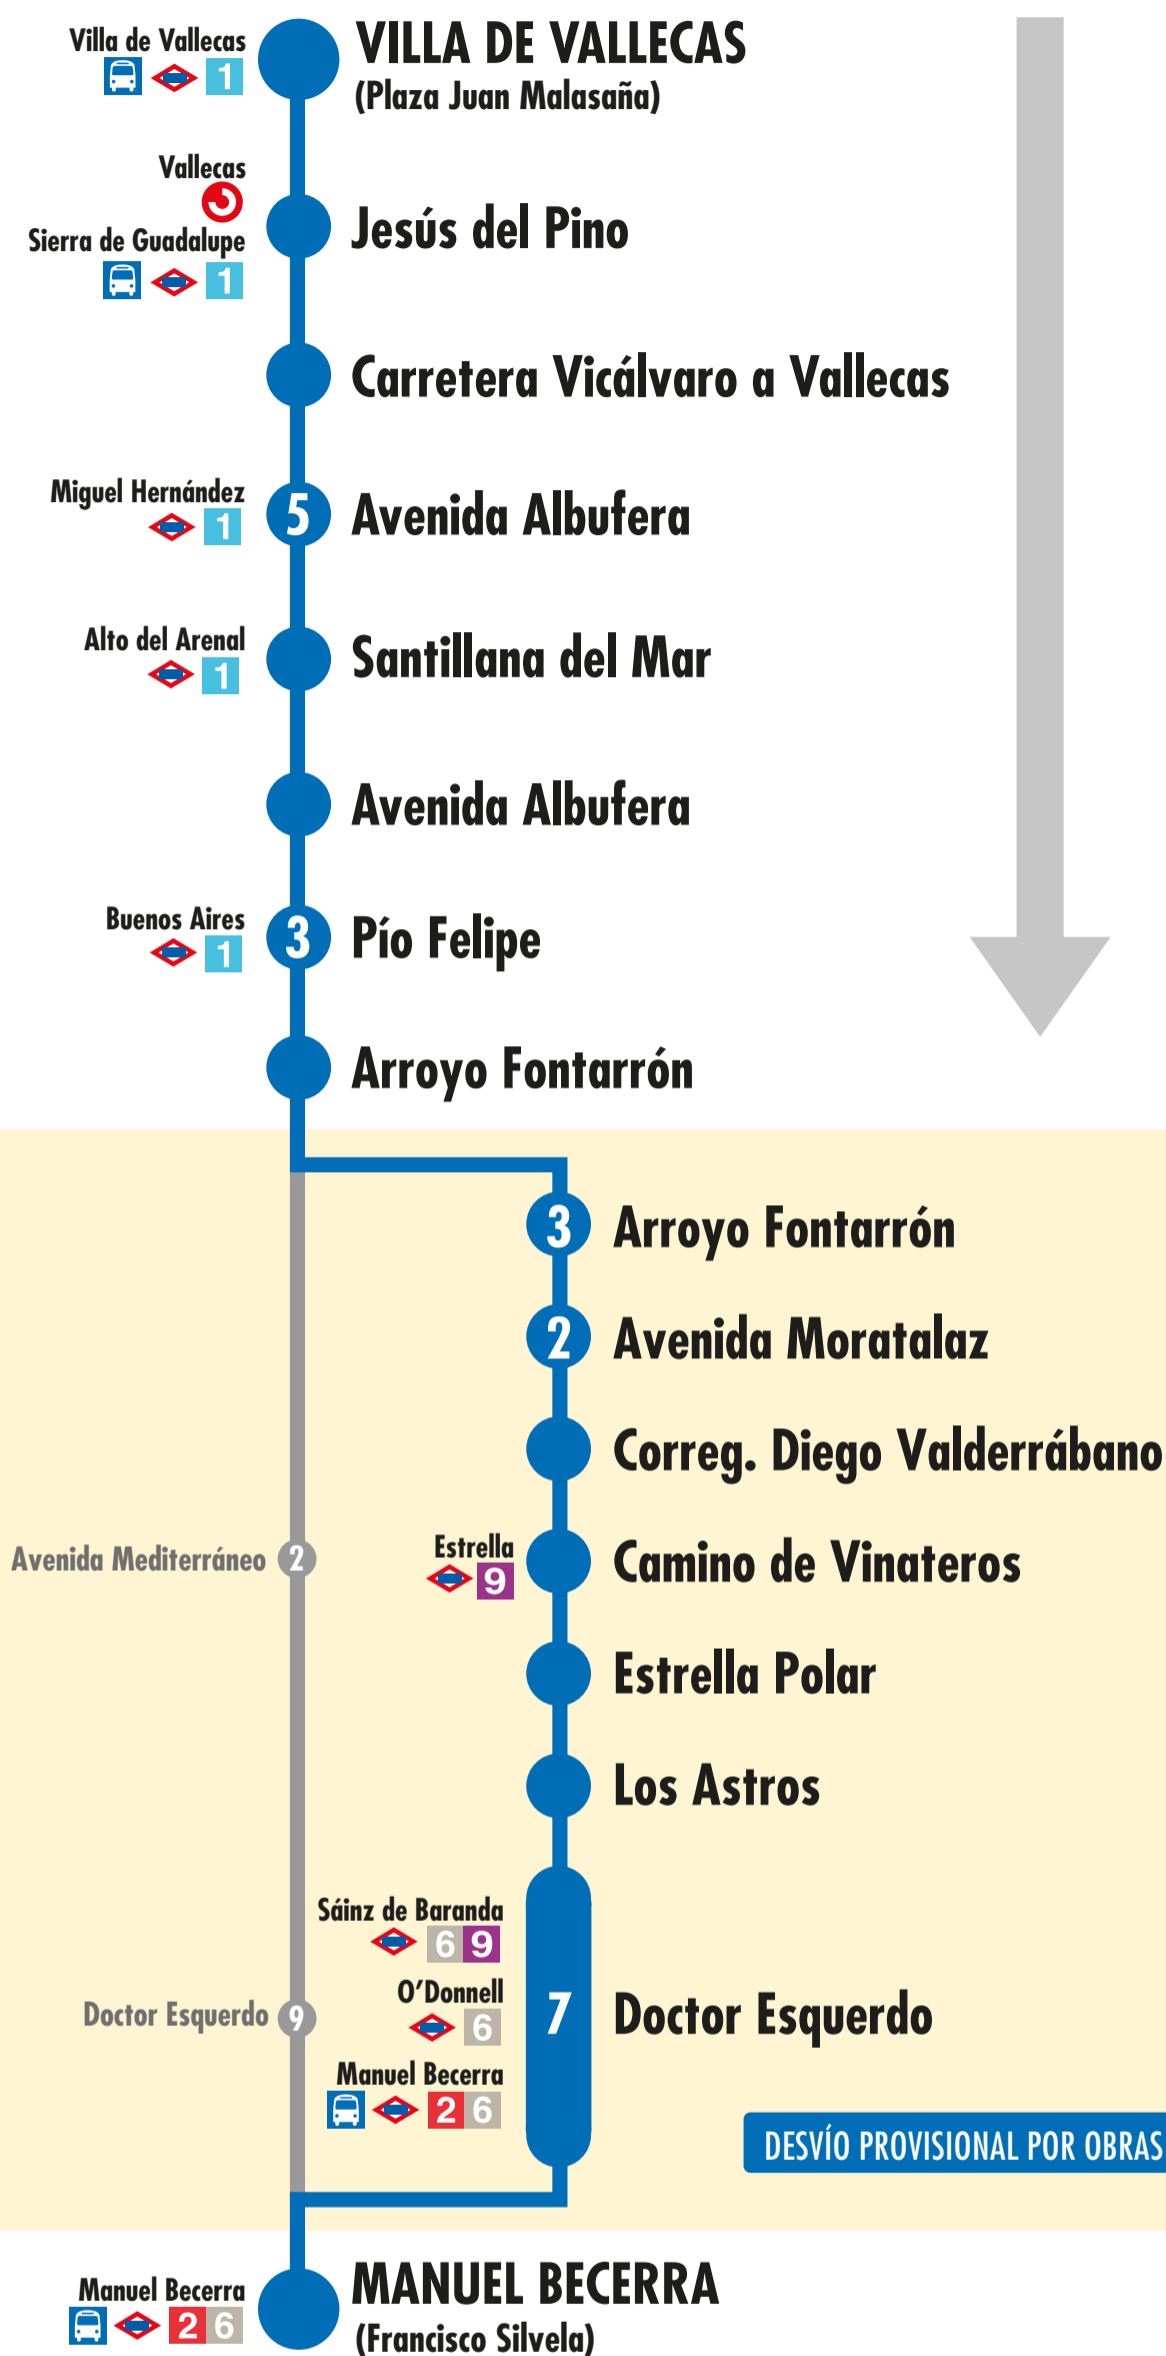 Villa de Vallecas
1
VILLA DE VALLECAS
(Plaza Juan Malasaña)
Vallecas
Sierra de Guadalupe
1
Jesús del Pino
Carretera Vicálvaro a Vallecas
Miguel Hernández
1
5
Avenida Albufera
Alto del Arenal
1
Santillana del Mar
Avenida Albufera
Buenos Aires
1
3
Pío Felipe
Arroyo Fontarrón
3
Arroyo Fontarrón
2
Avenida Moratalaz
Correg. Diego Valderrábano
Avenida Mediterráneo
2
Estrella
9
Camino de Vinateros
Estrella Polar
Los Astros
Sáinz de Baranda
6 9
O'Donnell
6
Manuel Becerra
2 6
Doctor Esquerdo
9
7
Doctor Esquerdo
DESVÍO PROVISIONAL POR OBRAS
Manuel Becerra
2 6
MANUEL BECERRA
(Francisco Silvela)